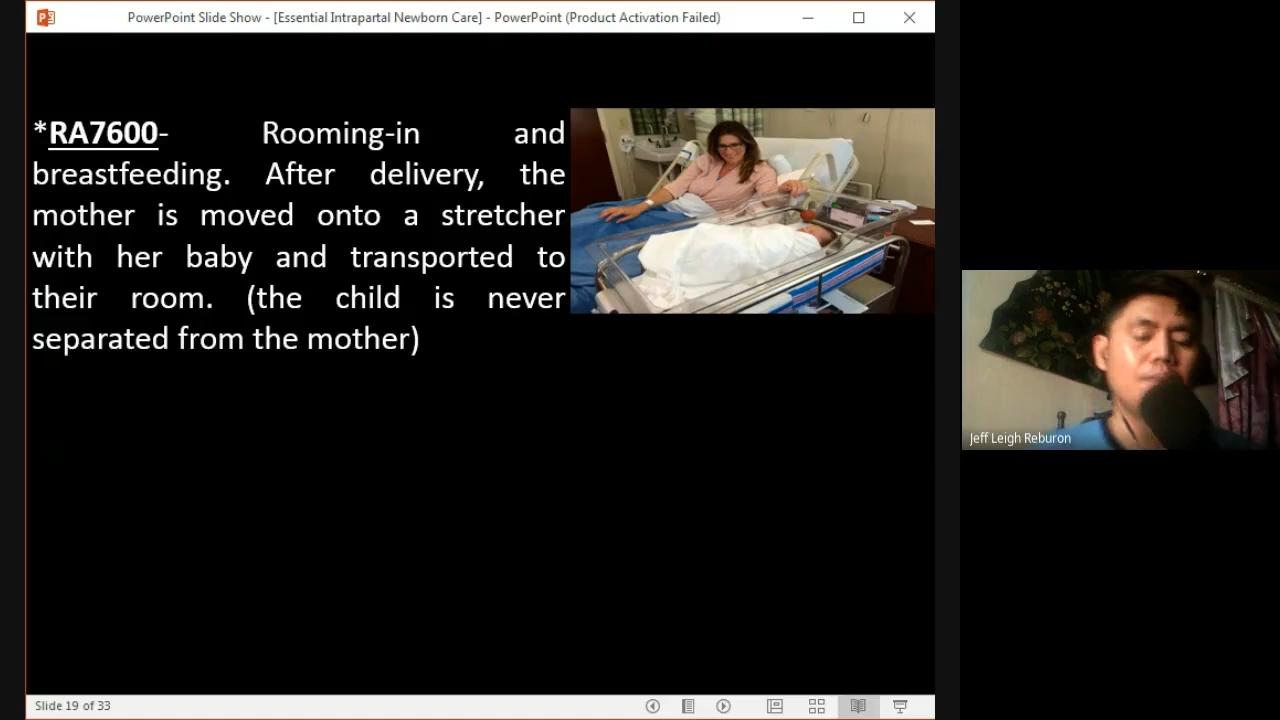 PowerPoint Slide Show - [Essential Intrapartal Newborn Care] - PowerPoint (Product Activation Failed)
*RA7600- Rooming-in and
breastfeeding. After delivery, the
mother is moved onto a stretcher
with her baby and transported to
their room. (the child is never
separated from the mother)
Jeff Leigh Reburon
Slide 19 of 33